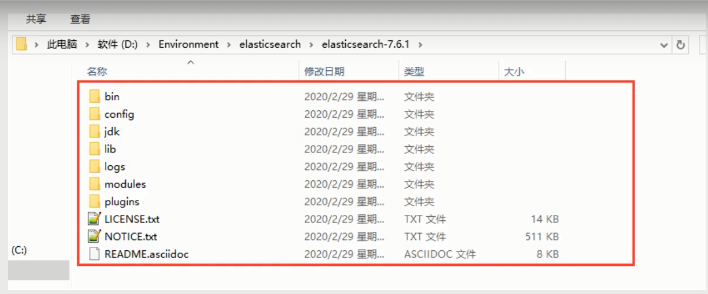 共享 查看
此电脑 > 软件 (D:) > Environment > elasticsearch > elasticsearch-7.6.1 >
名称 修改日期 类型 大小
bin 2020/2/29 星期... 文件夹
config 2020/2/29 星期... 文件夹
jdk 2020/2/29 星期... 文件夹
lib 2020/2/29 星期... 文件夹
logs 2020/2/29 星期... 文件夹
modules 2020/2/29 星期... 文件夹
plugins 2020/2/29 星期... 文件夹
LICENSE.txt 2020/2/29 星期... TXT 文件 14 KB
NOTICE.txt 2020/2/29 星期... TXT 文件 511 KB
(C:)
README.asciidoc 2020/2/29 星期... ASCIIDOC 文件 8 KB